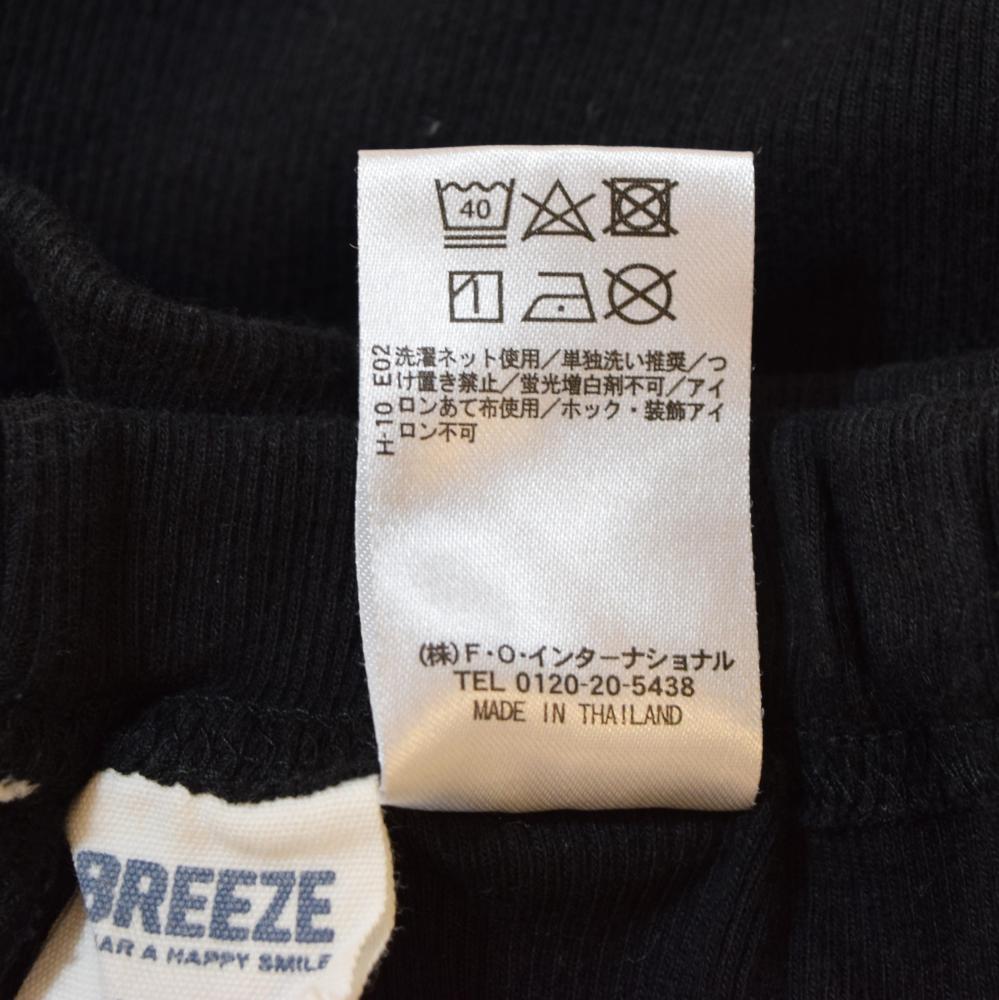 40
H-10 E02
洗濯ネット使用/単独洗い推奨/つ
け置き禁止/蛍光増白剤不可/アイ
ロンあて布使用/ホック・装飾アイ
ロン不可
(株)F・O・インターナショナル
TEL 0120-20-5438
MADE IN THAILAND
BREEZE
A HAPPY SMILE